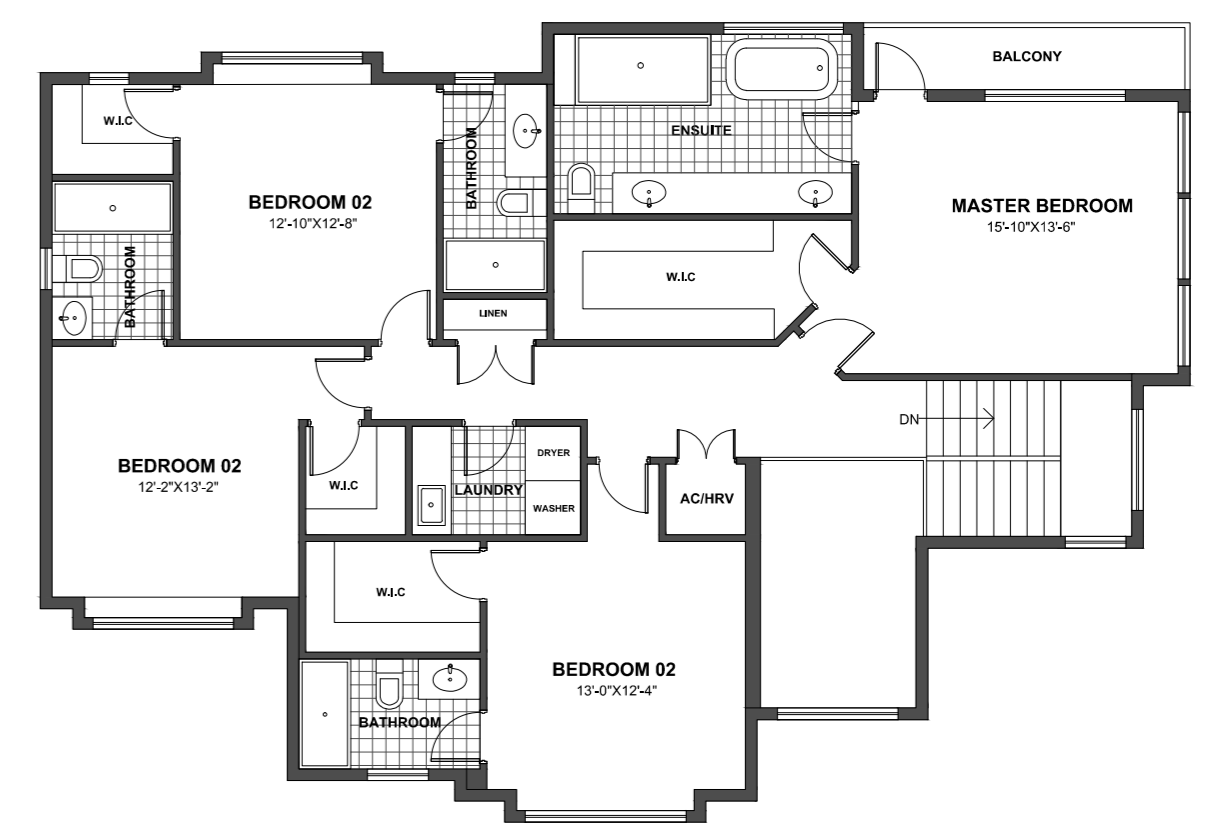 BALCONY
W.I.C
ENSUITE
BATHROOM
BEDROOM 02
12'-10"X12'-8"
MASTER BEDROOM
15'-10"X13'-6"
BATHROOM
W.I.C
LINEN
DN
BEDROOM 02
12'-2"X13'-2"
W.I.C
LAUNDRY
DRYER
WASHER
AC/HRV
W.I.C
BEDROOM 02
13'-0"X12'-4"
BATHROOM